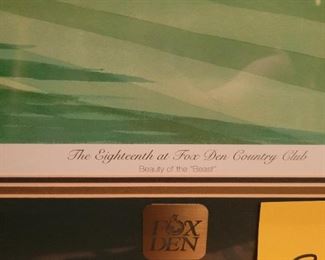 The Eighteenth at Fox Den Country Club
Beauty of the "Beast"
FOX
DEN